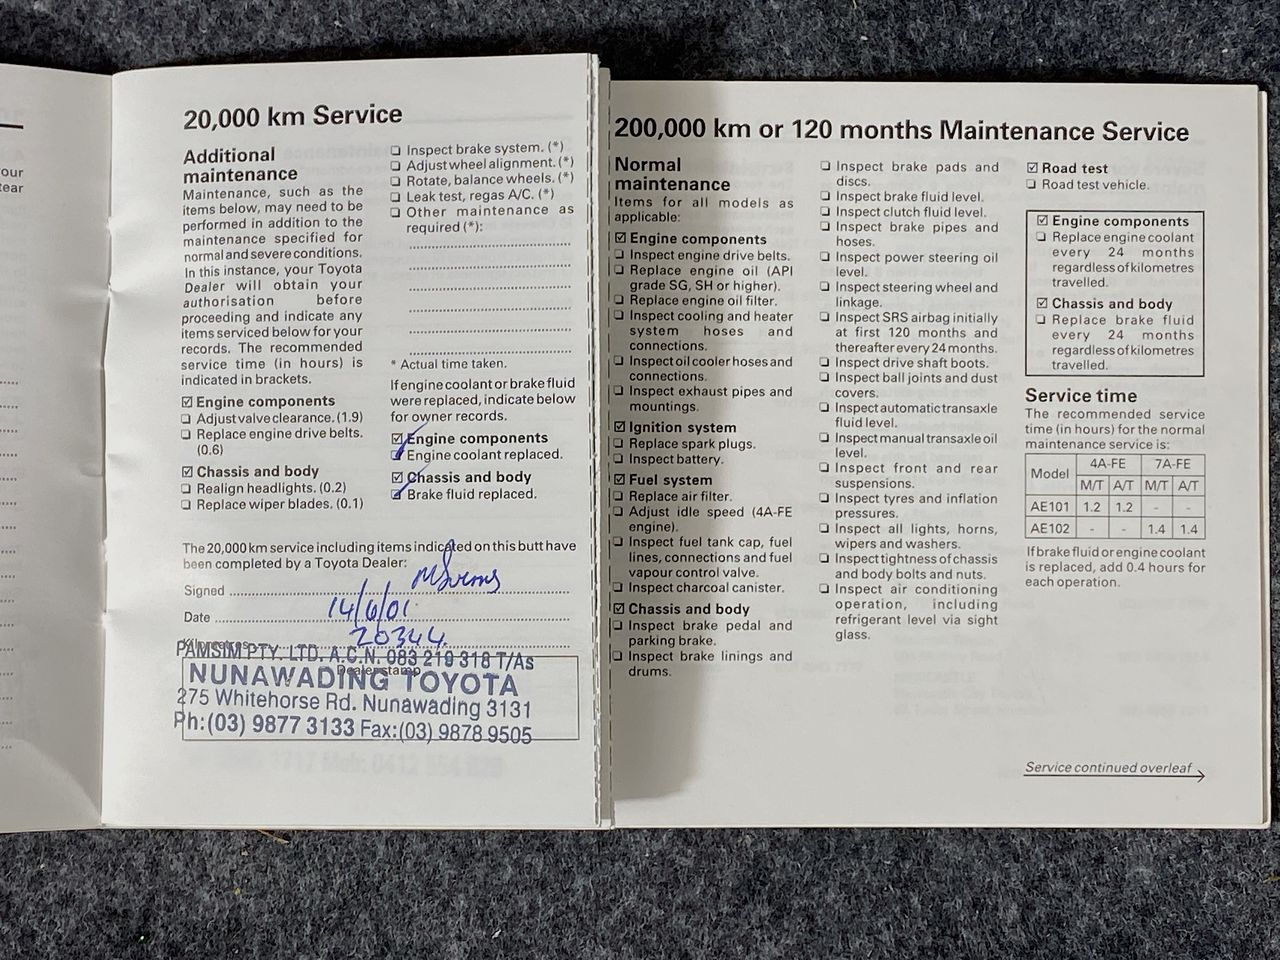 our
tear
20,000 km Service
Additional
maintenance
Maintenance, such as the
items below, may need to be
performed in addition to the
maintenance specified for
normal and severe conditions.
In this instance, your Toyota
Dealer will obtain your
authorisation before
proceeding and indicate any
items serviced below for your
records. The recommended
service time (in hours) is
indicated in brackets.
☑ Engine components
❏ Adjust valve clearance. (1.9)
❏ Replace engine drive belts.
(0.6)
☑ Chassis and body
❏ Realign headlights. (0.2)
❏ Replace wiper blades. (0.1)
❏ Inspect brake system. (*)
❏ Adjust wheel alignment. (*)
❏ Rotate, balance wheels. (*)
❏ Leak test, regas A/C. (*)
❏ Other maintenance as
required (*):
* Actual time taken.
If engine coolant or brake fluid
were replaced, indicate below
for owner records.
☑ Engine components
❏ Engine coolant replaced.
☑ Chassis and body
❏ Brake fluid replaced.
The 20,000 km service including items indicated on this butt have
been completed by a Toyota Dealer:
Signed
Date 14/6/01
Kilometres 20344
Dealer stamp
PAMSIM PTY. LTD. A.C.N. 083 219 318 T/As
NUNAWADING TOYOTA
275 Whitehorse Rd. Nunawading 3131
Ph:(03) 9877 3133 Fax:(03) 9878 9505
200,000 km or 120 months Maintenance Service
Normal
maintenance
Items for all models as
applicable:
☑ Engine components
❏ Inspect engine drive belts.
❏ Replace engine oil (API
grade SG, SH or higher).
❏ Replace engine oil filter.
❏ Inspect cooling and heater
system hoses and
connections.
❏ Inspect oil cooler hoses and
connections.
❏ Inspect exhaust pipes and
mountings.
☑ Ignition system
❏ Replace spark plugs.
❏ Inspect battery.
☑ Fuel system
❏ Replace air filter.
❏ Adjust idle speed (4A-FE
engine).
❏ Inspect fuel tank cap, fuel
lines, connections and fuel
vapour control valve.
❏ Inspect charcoal canister.
☑ Chassis and body
❏ Inspect brake pedal and
parking brake.
❏ Inspect brake linings and
drums.
❏ Inspect brake pads and
discs.
❏ Inspect brake fluid level.
❏ Inspect clutch fluid level.
❏ Inspect brake pipes and
hoses.
❏ Inspect power steering oil
level.
❏ Inspect steering wheel and
linkage.
❏ Inspect SRS airbag initially
at first 120 months and
thereafter every 24 months.
❏ Inspect drive shaft boots.
❏ Inspect ball joints and dust
covers.
❏ Inspect automatic transaxle
fluid level.
❏ Inspect manual transaxle oil
level.
❏ Inspect front and rear
suspensions.
❏ Inspect tyres and inflation
pressures.
❏ Inspect all lights, horns,
wipers and washers.
❏ Inspect tightness of chassis
and body bolts and nuts.
❏ Inspect air conditioning
operation, including
refrigerant level via sight
glass.
☑ Road test
❏ Road test vehicle.
☑ Engine components
❏ Replace engine coolant
every 24 months
regardless of kilometres
travelled.
☑ Chassis and body
❏ Replace brake fluid
every 24 months
regardless of kilometres
travelled.
Service time
The recommended service
time (in hours) for the normal
maintenance service is:
Model 4A-FE 7A-FE
M/T A/T M/T A/T
AE101 1.2 1.2 - -
AE102 - - 1.4 1.4
If brake fluid or engine coolant
is replaced, add 0.4 hours for
each operation.
Service continued overleaf